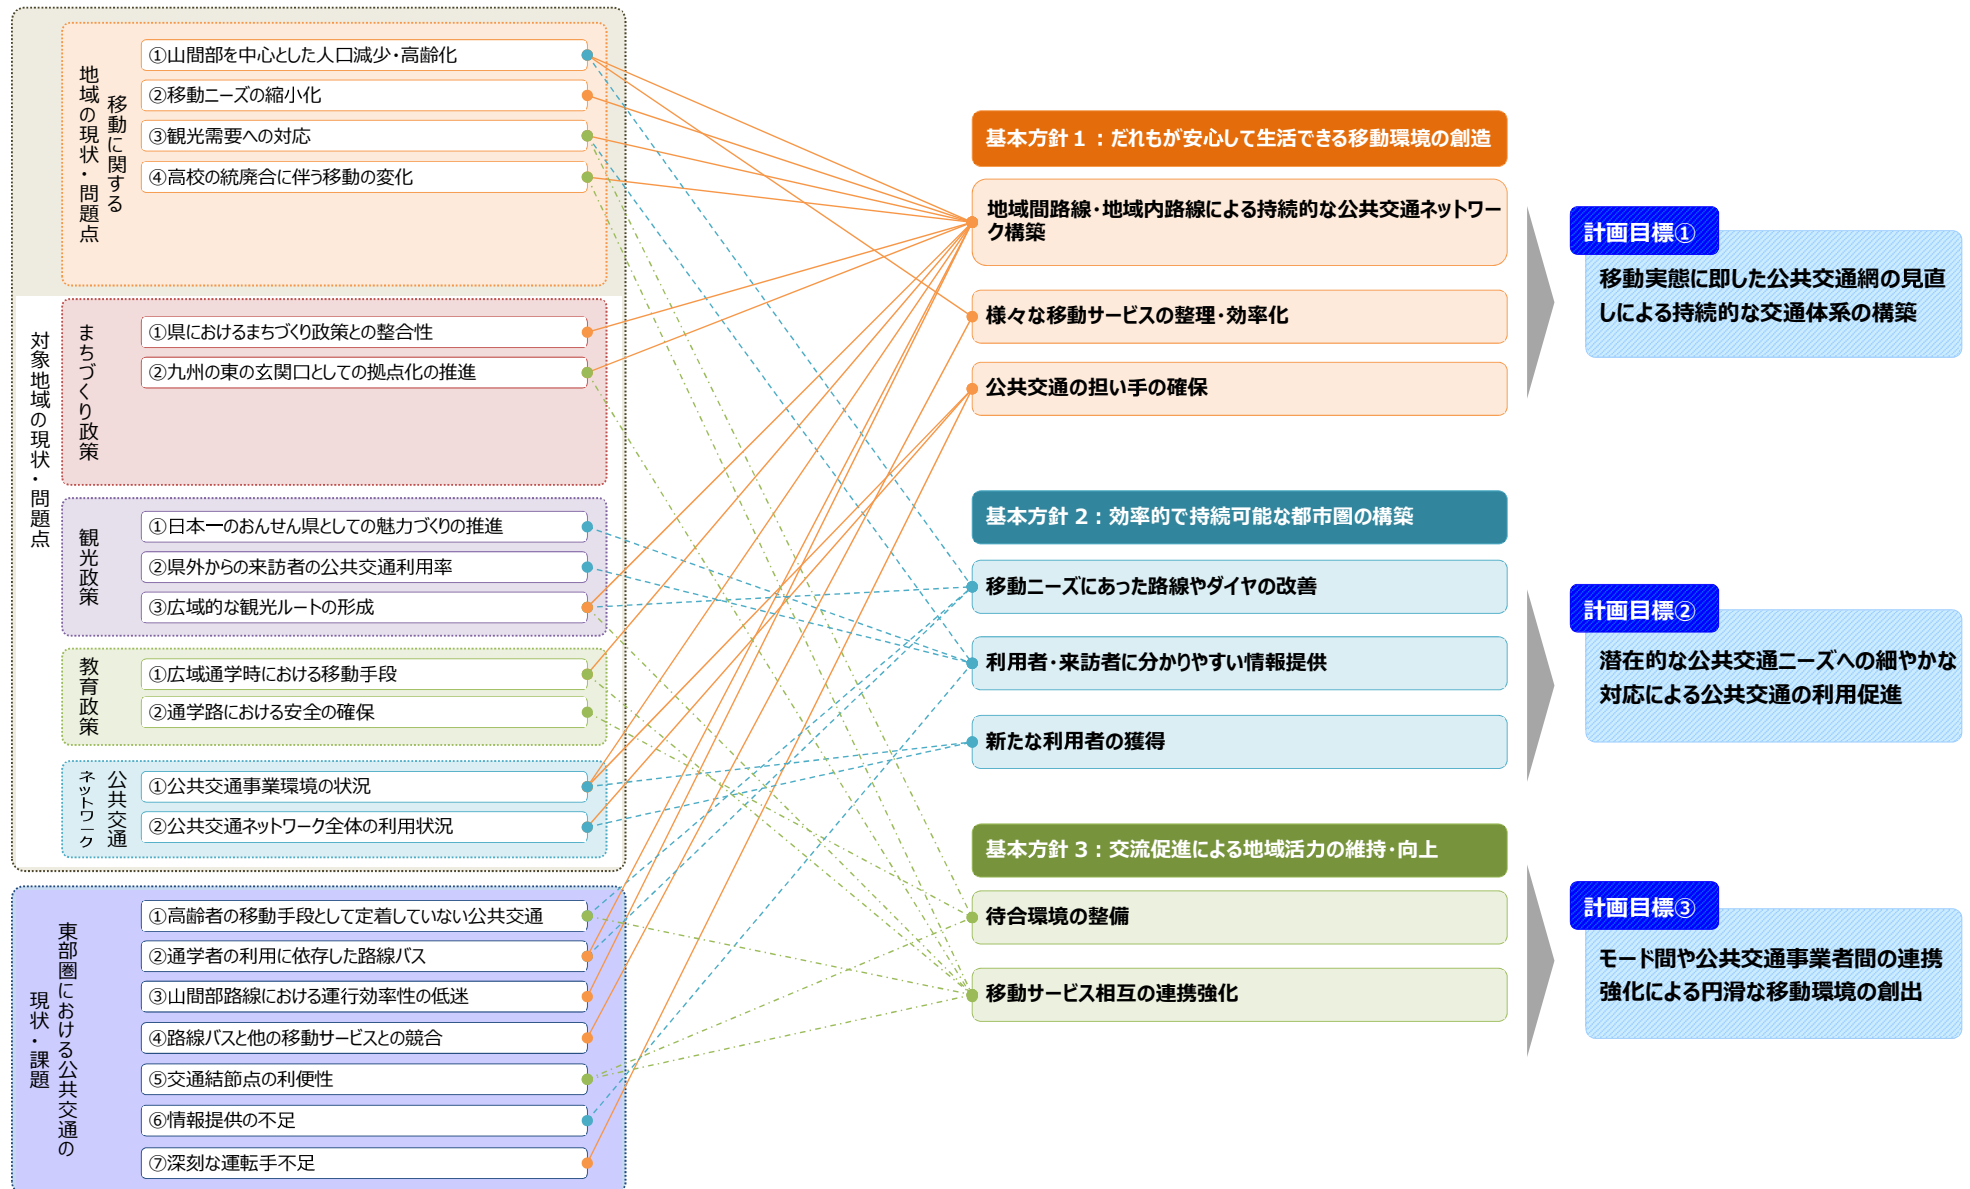 対象地域の現状・問題点
移動に関する
地域の現状・問題点
①山間部を中心とした人口減少・高齢化
②移動ニーズの縮小化
③観光需要への対応
④高校の統廃合に伴う移動の変化
まちづくり政策
①県におけるまちづくり政策との整合性
②九州の東の玄関口としての拠点化の推進
観光政策
①日本一のおんせん県としての魅力づくりの推進
②県外からの来訪者の公共交通利用率
③広域的な観光ルートの形成
教育政策
①広域通学時における移動手段
②通学路における安全の確保
公共交通
ネットワーク
①公共交通事業環境の状況
②公共交通ネットワーク全体の利用状況
東部圏における公共交通の
現状・課題
①高齢者の移動手段として定着していない公共交通
②通学者の利用に依存した路線バス
③山間部路線における運行効率性の低迷
④路線バスと他の移動サービスとの競合
⑤交通結節点の利便性
⑥情報提供の不足
⑦深刻な運転手不足
基本方針1：だれもが安心して生活できる移動環境の創造
地域間路線・地域内路線による持続的な公共交通ネットワー
ク構築
様々な移動サービスの整理・効率化
公共交通の担い手の確保
基本方針2：効率的で持続可能な都市圏の構築
移動ニーズにあった路線やダイヤの改善
利用者・来訪者に分かりやすい情報提供
新たな利用者の獲得
基本方針3：交流促進による地域活力の維持・向上
待合環境の整備
移動サービス相互の連携強化
計画目標①
移動実態に即した公共交通網の見直
しによる持続的な交通体系の構築
計画目標②
潜在的な公共交通ニーズへの細やかな
対応による公共交通の利用促進
計画目標③
モード間や公共交通事業者間の連携
強化による円滑な移動環境の創出